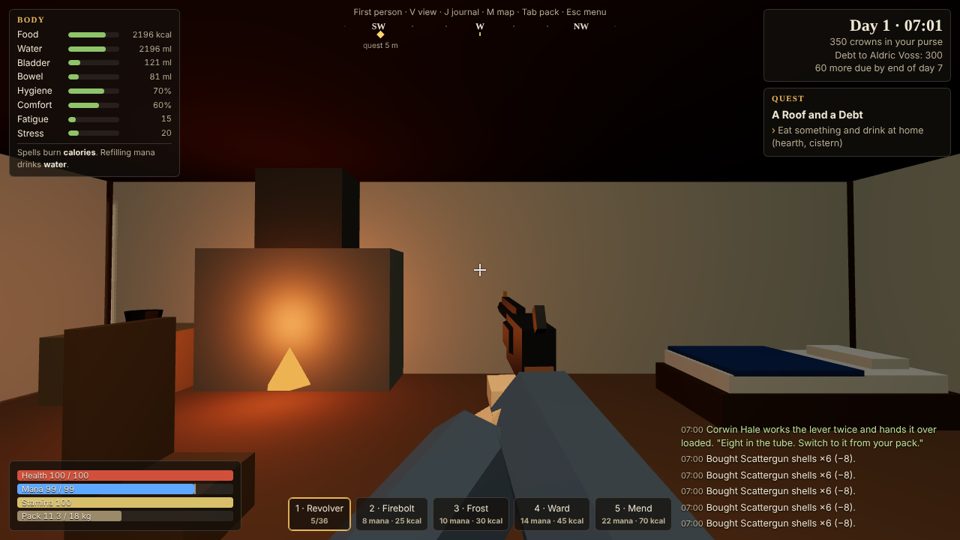 BODY
Food 2196 kcal
Water 2196 ml
Bladder 121 ml
Bowel 81 ml
Hygiene 70%
Comfort 60%
Fatigue 15
Stress 20
Spells burn calories. Refilling mana
drinks water.
First person · V view · J journal · M map · Tab pack · Esc menu
SW W NW
quest 5 m
Day 1 · 07:01
350 crowns in your purse
Debt to Aldric Voss: 300
60 more due by end of day 7
QUEST
A Roof and a Debt
› Eat something and drink at home
(hearth, cistern)
07:00 Corwin Hale works the lever twice and hands it over
loaded. "Eight in the tube. Switch to it from your pack."
07:00 Bought Scattergun shells ×6 (−8).
07:00 Bought Scattergun shells ×6 (−8).
07:00 Bought Scattergun shells ×6 (−8).
07:00 Bought Scattergun shells ×6 (−8).
07:00 Bought Scattergun shells ×6 (−8).
Health 100 / 100
Mana 99 / 99
Stamina 100
Pack 11.3 / 18 kg
1 · Revolver
5/36
2 · Firebolt
8 mana · 25 kcal
3 · Frost
10 mana · 30 kcal
4 · Ward
14 mana · 45 kcal
5 · Mend
22 mana · 70 kcal